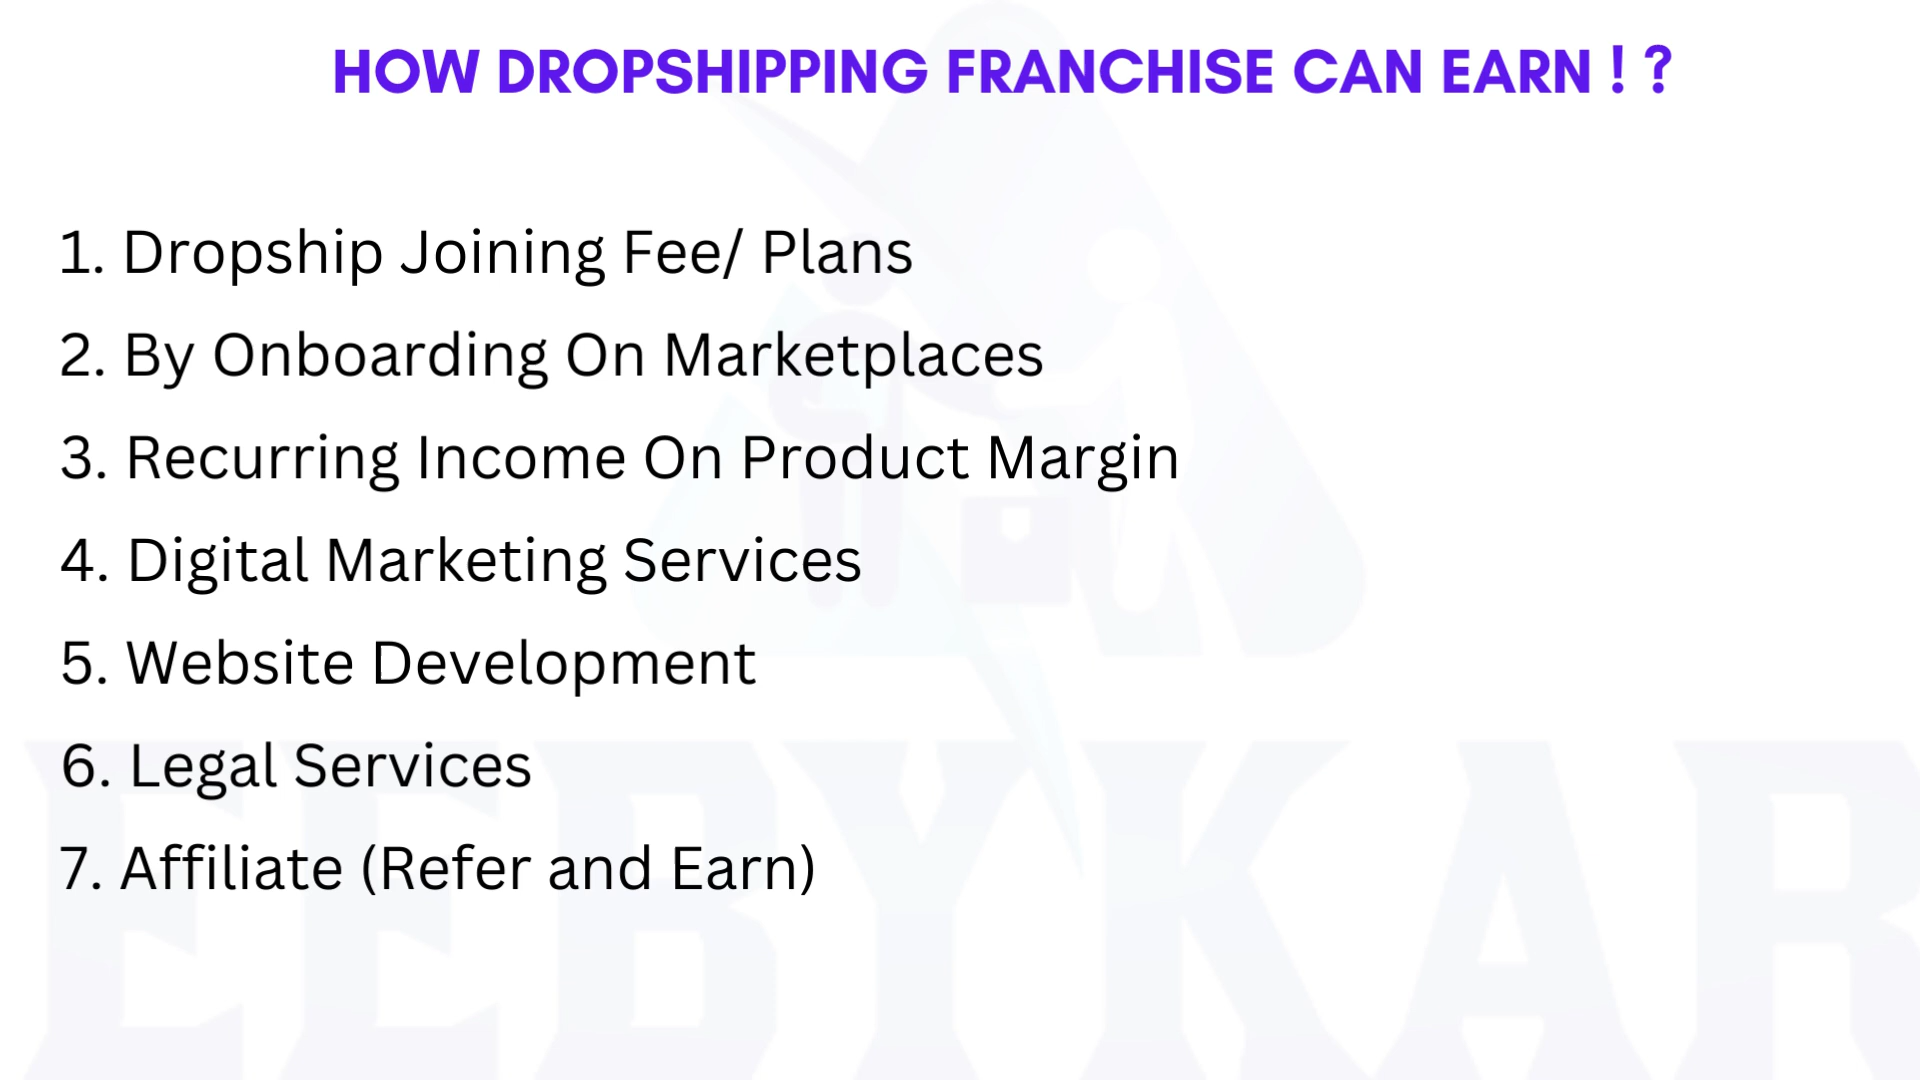 HOW DROPSHIPPING FRANCHISE CAN EARN ! ?
1. Dropship Joining Fee/ Plans
2. By Onboarding On Marketplaces
3. Recurring Income On Product Margin
4. Digital Marketing Services
5. Website Development
6. Legal Services
7. Affiliate (Refer and Earn)
EEBYKAR